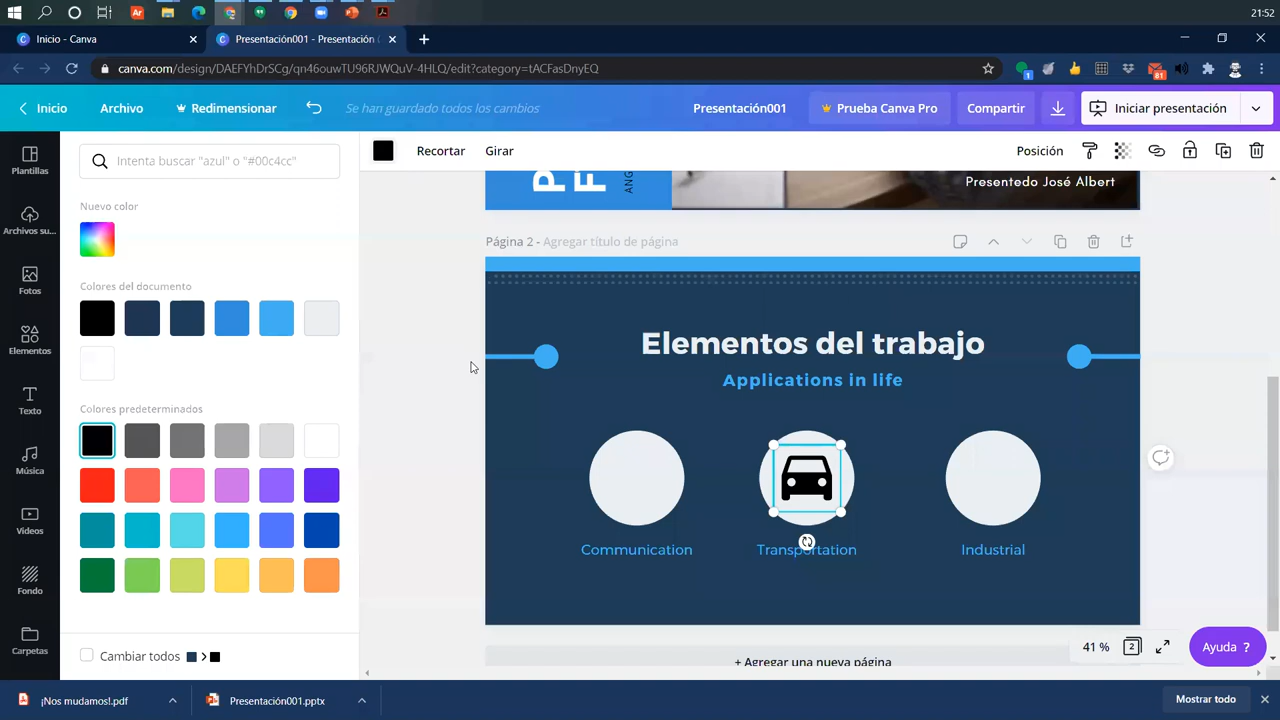 21:52
Inicio - Canva
Presentación001 - Presentación (
canva.com/design/DAEFYhDrSCg/qn46ouwTU96RJWQuV-4HLQ/edit?category=tACFasDnyEQ
1
81
Inicio
Archivo
Redimensionar
Se han guardado todos los cambios
Presentación001
Prueba Canva Pro
Compartir
Iniciar presentación
Plantillas
Archivos su...
Fotos
Elementos
Texto
Música
Videos
Fondo
Carpetas
Intenta buscar "azul" o "#00c4cc"
Nuevo color
Colores del documento
Colores predeterminados
Cambiar todos
Recortar
Girar
Posición
P
F
ANG
Presentedo José Albert
Página 2 - Agregar título de página
Elementos del trabajo
Applications in life
Communication
Transportation
Industrial
+ Agregar una nueva página
41 %
2
Ayuda ?
¡Nos mudamos!.pdf
Presentación001.pptx
Mostrar todo